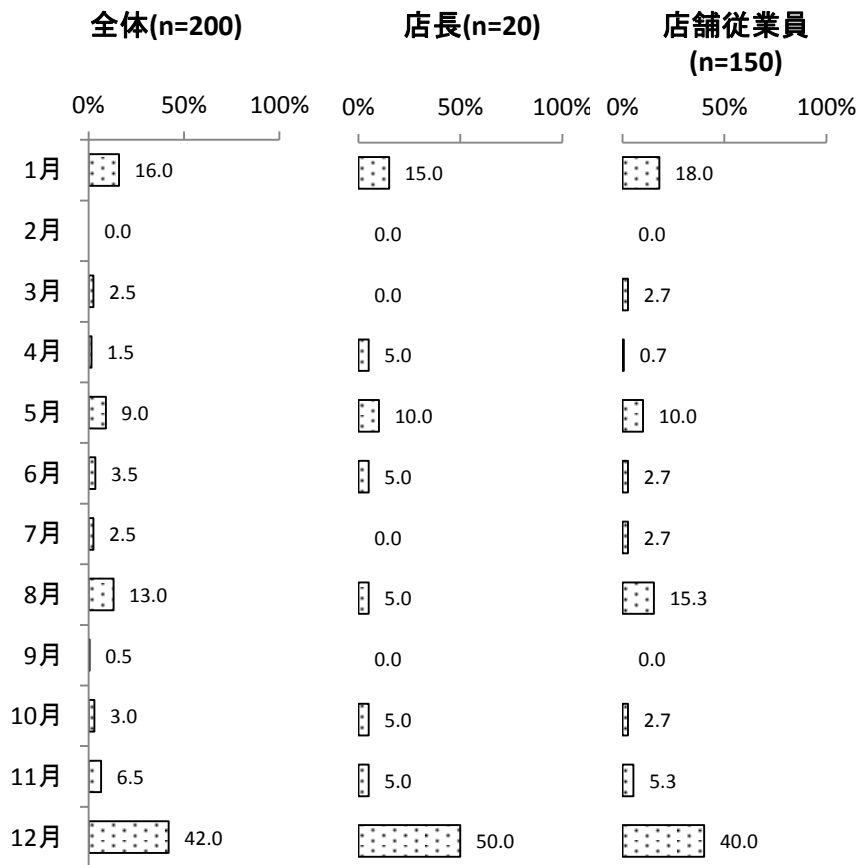 全体(n=200) 店長(n=20) 店舗従業員
(n=150)
0% 50% 100% 0% 50% 100% 0% 50% 100%
1月 16.0 15.0 18.0
2月 0.0 0.0 0.0
3月 2.5 0.0 2.7
4月 1.5 5.0 0.7
5月 9.0 10.0 10.0
6月 3.5 5.0 2.7
7月 2.5 0.0 2.7
8月 13.0 5.0 15.3
9月 0.5 0.0 0.0
10月 3.0 5.0 2.7
11月 6.5 5.0 5.3
12月 42.0 50.0 40.0